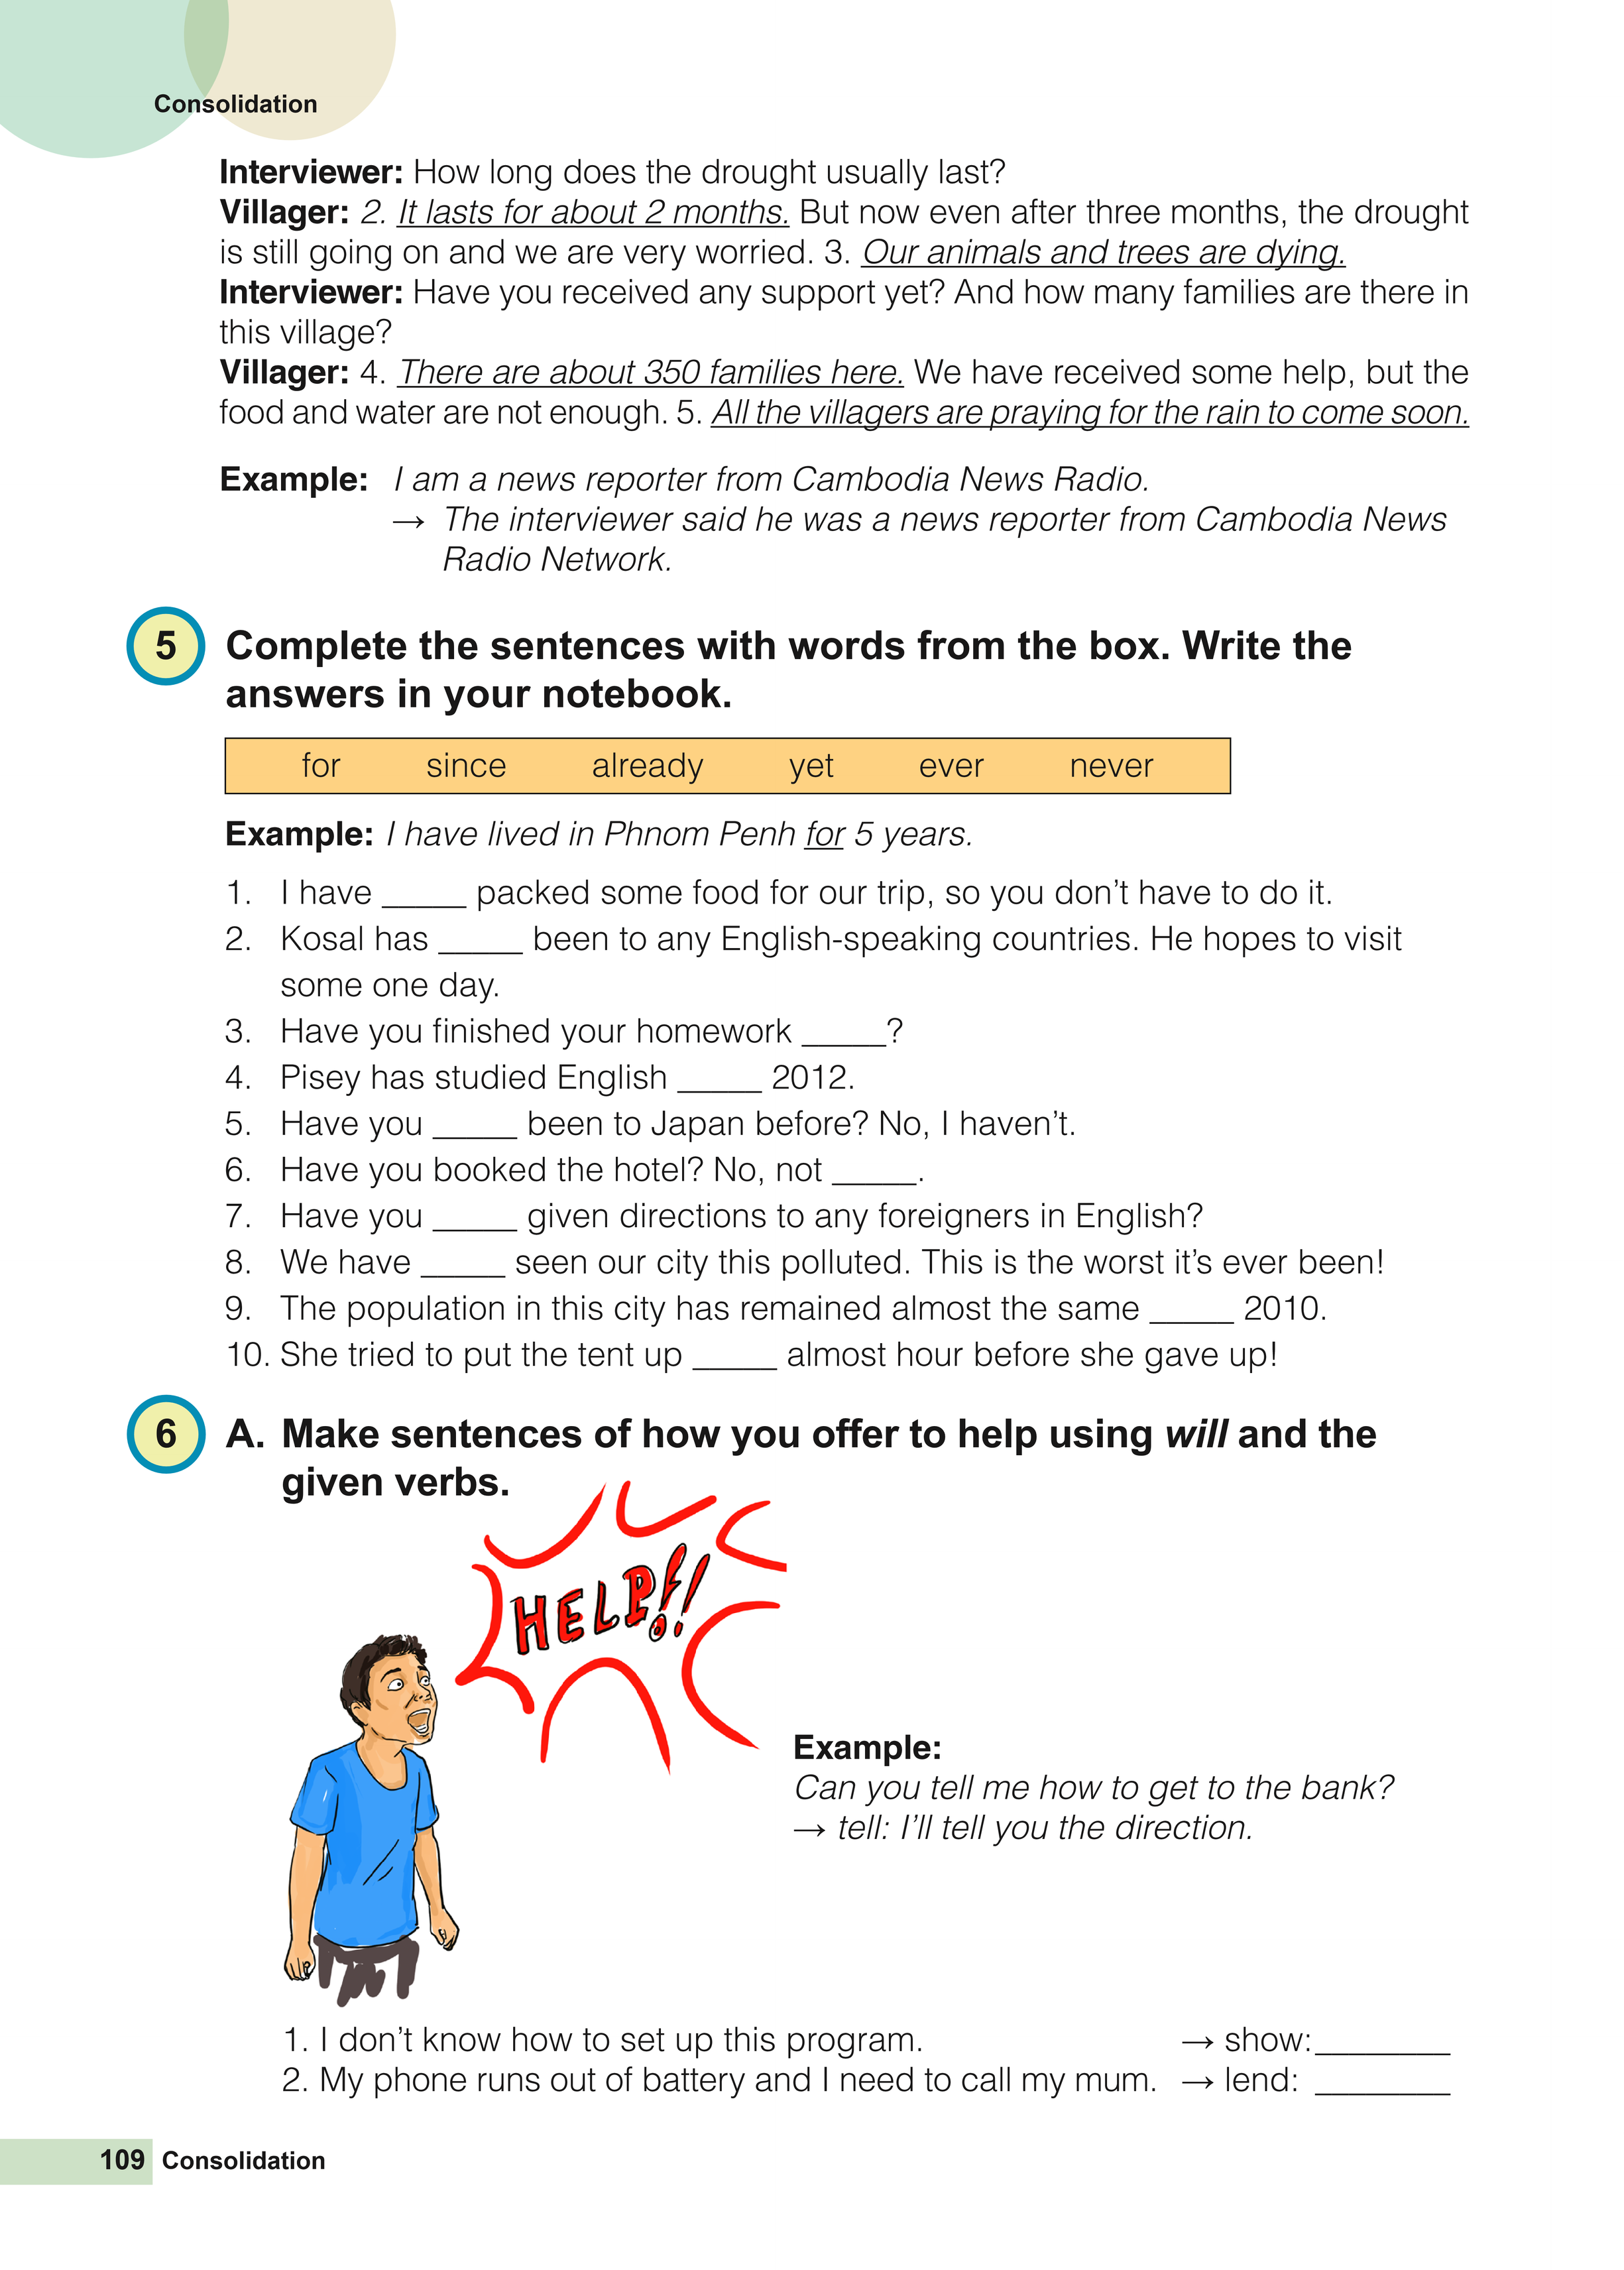 Consolidation
Interviewer: How long does the drought usually last?
Villager: 2. It lasts for about 2 months. But now even after three months, the drought
is still going on and we are very worried. 3. Our animals and trees are dying.
Interviewer: Have you received any support yet? And how many families are there in
this village?
Villager: 4. There are about 350 families here. We have received some help, but the
food and water are not enough. 5. All the villagers are praying for the rain to come soon.
Example: I am a news reporter from Cambodia News Radio.
→ The interviewer said he was a news reporter from Cambodia News
Radio Network.
5 Complete the sentences with words from the box. Write the
answers in your notebook.
for since already yet ever never
Example: I have lived in Phnom Penh for 5 years.
1. I have _____ packed some food for our trip, so you don’t have to do it.
2. Kosal has _____ been to any English-speaking countries. He hopes to visit
some one day.
3. Have you finished your homework _____?
4. Pisey has studied English _____ 2012.
5. Have you _____ been to Japan before? No, I haven’t.
6. Have you booked the hotel? No, not _____.
7. Have you _____ given directions to any foreigners in English?
8. We have _____ seen our city this polluted. This is the worst it’s ever been!
9. The population in this city has remained almost the same _____ 2010.
10. She tried to put the tent up _____ almost hour before she gave up!
6 A. Make sentences of how you offer to help using will and the
given verbs.
HELP!!
Example:
Can you tell me how to get to the bank?
→ tell: I’ll tell you the direction.
1. I don’t know how to set up this program. → show:________
2. My phone runs out of battery and I need to call my mum. → lend: ________
109 Consolidation